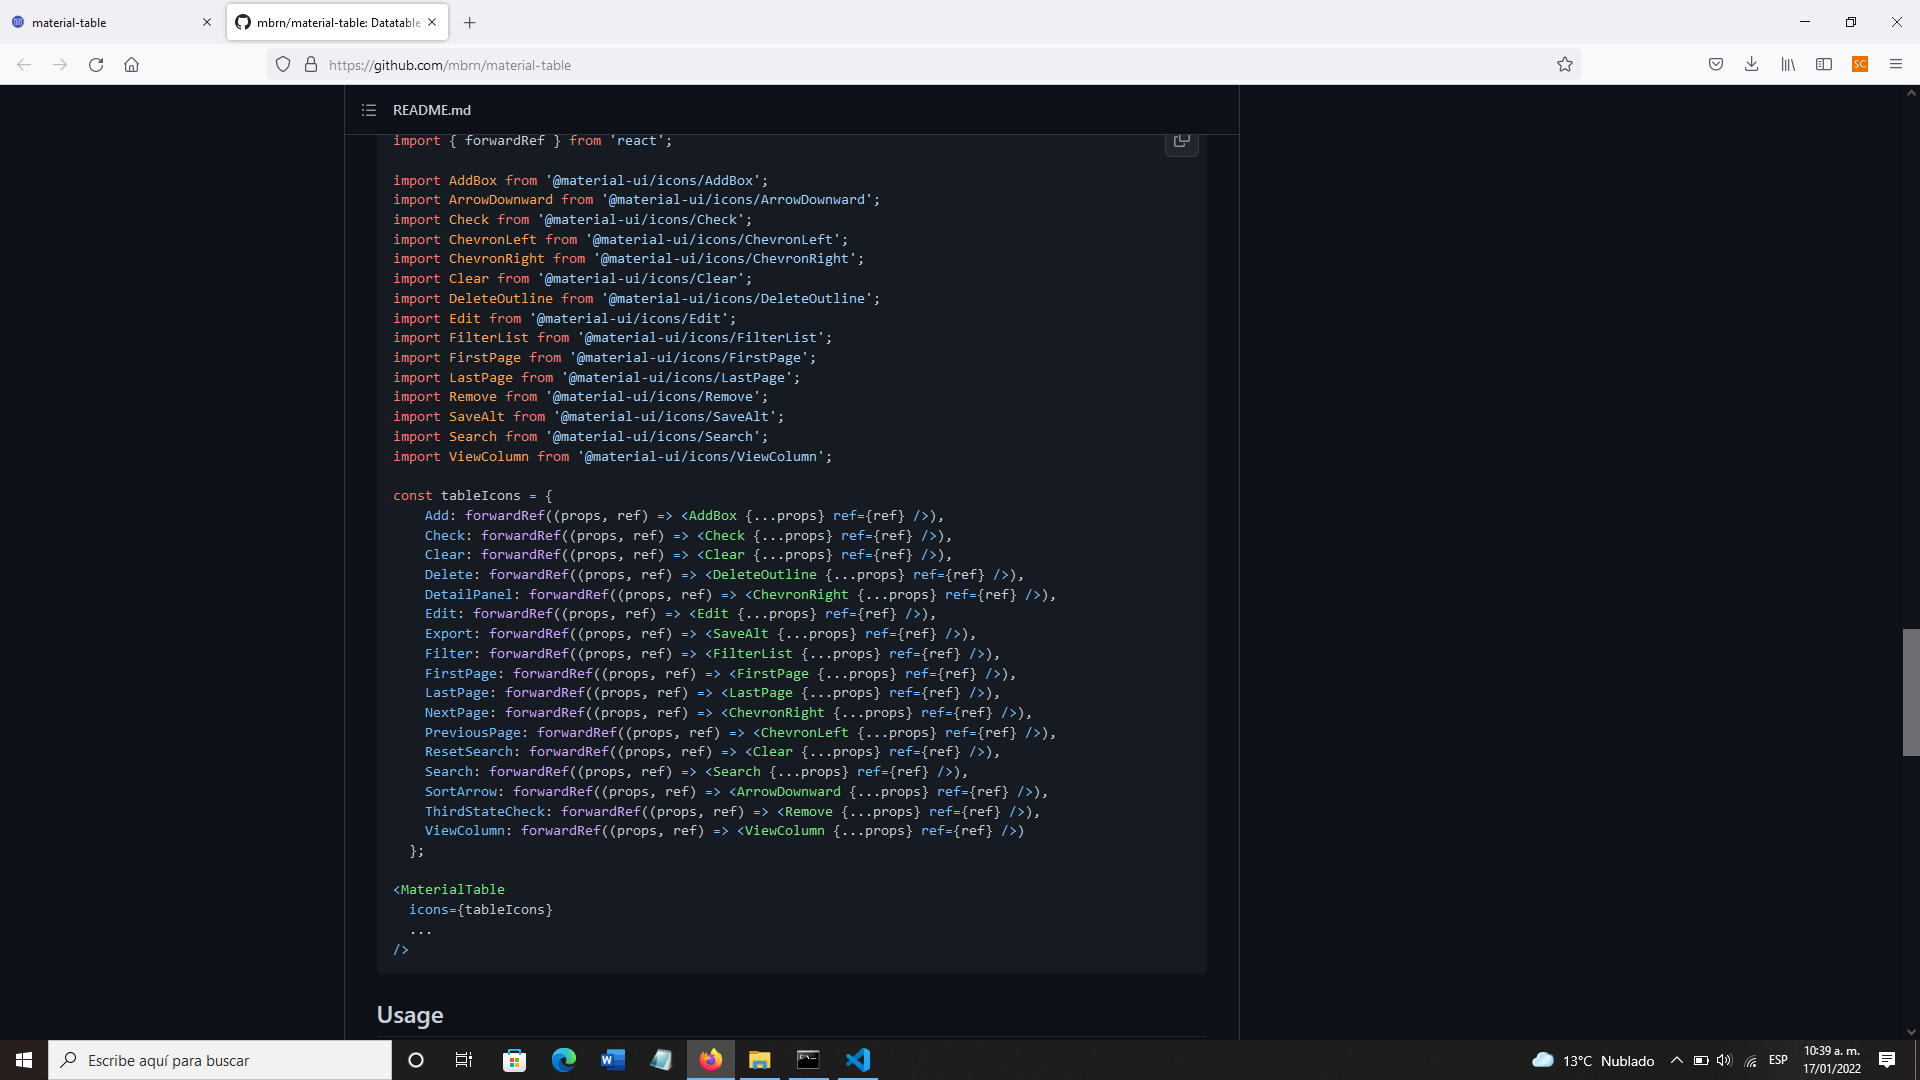 material-table
mbrn/material-table: Datatable
https://github.com/mbrn/material-table
SC
README.md
import { forwardRef } from 'react';
import AddBox from '@material-ui/icons/AddBox';
import ArrowDownward from '@material-ui/icons/ArrowDownward';
import Check from '@material-ui/icons/Check';
import ChevronLeft from '@material-ui/icons/ChevronLeft';
import ChevronRight from '@material-ui/icons/ChevronRight';
import Clear from '@material-ui/icons/Clear';
import DeleteOutline from '@material-ui/icons/DeleteOutline';
import Edit from '@material-ui/icons/Edit';
import FilterList from '@material-ui/icons/FilterList';
import FirstPage from '@material-ui/icons/FirstPage';
import LastPage from '@material-ui/icons/LastPage';
import Remove from '@material-ui/icons/Remove';
import SaveAlt from '@material-ui/icons/SaveAlt';
import Search from '@material-ui/icons/Search';
import ViewColumn from '@material-ui/icons/ViewColumn';
const tableIcons = {
    Add: forwardRef((props, ref) => <AddBox {...props} ref={ref} />),
    Check: forwardRef((props, ref) => <Check {...props} ref={ref} />),
    Clear: forwardRef((props, ref) => <Clear {...props} ref={ref} />),
    Delete: forwardRef((props, ref) => <DeleteOutline {...props} ref={ref} />),
    DetailPanel: forwardRef((props, ref) => <ChevronRight {...props} ref={ref} />),
    Edit: forwardRef((props, ref) => <Edit {...props} ref={ref} />),
    Export: forwardRef((props, ref) => <SaveAlt {...props} ref={ref} />),
    Filter: forwardRef((props, ref) => <FilterList {...props} ref={ref} />),
    FirstPage: forwardRef((props, ref) => <FirstPage {...props} ref={ref} />),
    LastPage: forwardRef((props, ref) => <LastPage {...props} ref={ref} />),
    NextPage: forwardRef((props, ref) => <ChevronRight {...props} ref={ref} />),
    PreviousPage: forwardRef((props, ref) => <ChevronLeft {...props} ref={ref} />),
    ResetSearch: forwardRef((props, ref) => <Clear {...props} ref={ref} />),
    Search: forwardRef((props, ref) => <Search {...props} ref={ref} />),
    SortArrow: forwardRef((props, ref) => <ArrowDownward {...props} ref={ref} />),
    ThirdStateCheck: forwardRef((props, ref) => <Remove {...props} ref={ref} />),
    ViewColumn: forwardRef((props, ref) => <ViewColumn {...props} ref={ref} />)
  };
<MaterialTable
  icons={tableIcons}
  ...
/>
Usage
Escribe aquí para buscar
13°C Nublado
ESP
10:39 a. m.
17/01/2022